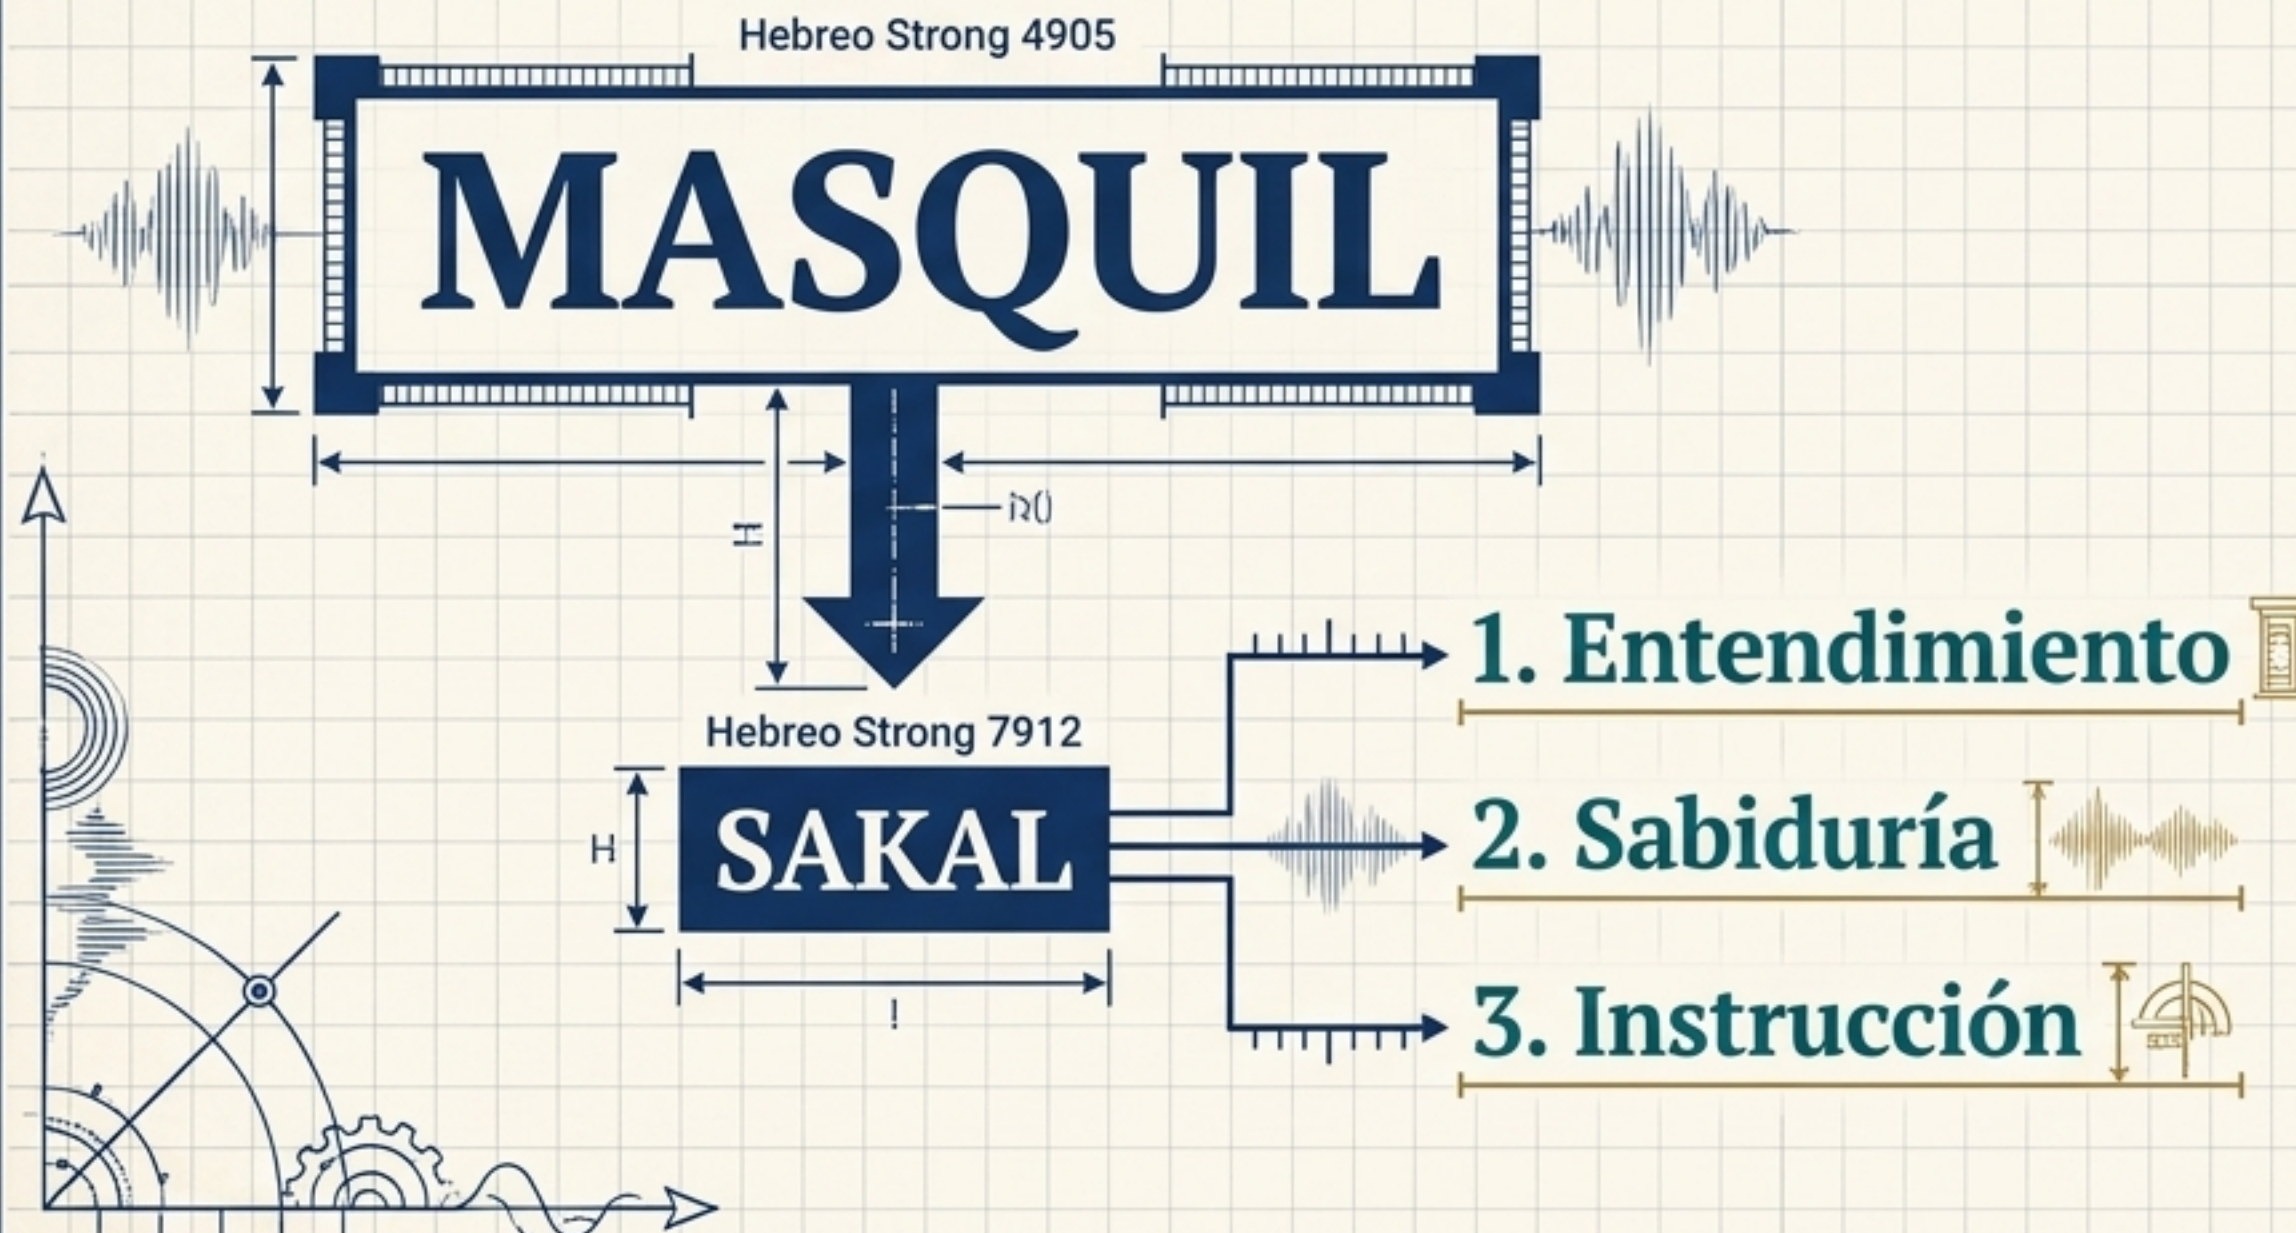 Hebreo Strong 4905
MASQUIL
H
Hebreo Strong 7912
SAKAL
H
1. Entendimiento
2. Sabiduría
3. Instrucción